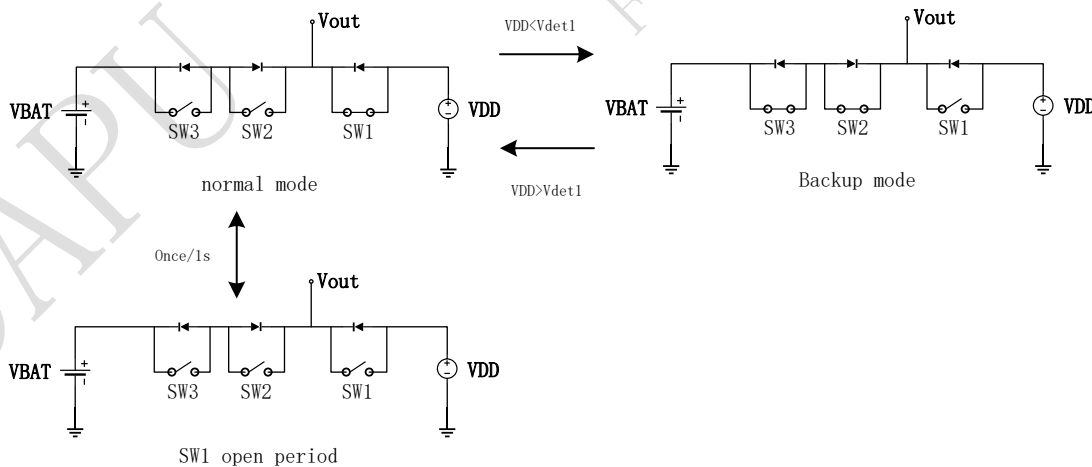 Vout
VDD<Vdet1
Vout
VBAT
+
-
SW3
SW2
SW1
+
-
VDD
VBAT
+
-
SW3
SW2
SW1
+
-
VDD
normal mode
VDD>Vdet1
Backup mode
Once/1s
Vout
VBAT
+
-
SW3
SW2
SW1
+
-
VDD
SW1 open period
DAPU
F